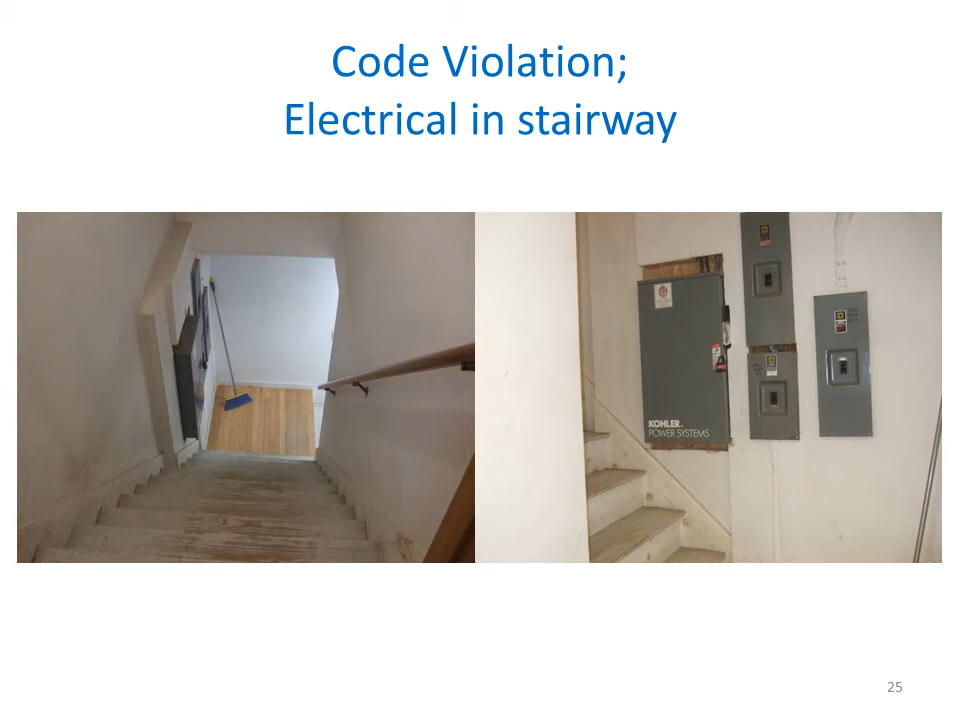 Code Violation;
Electrical in stairway
KOHLER.
POWER SYSTEMS
25